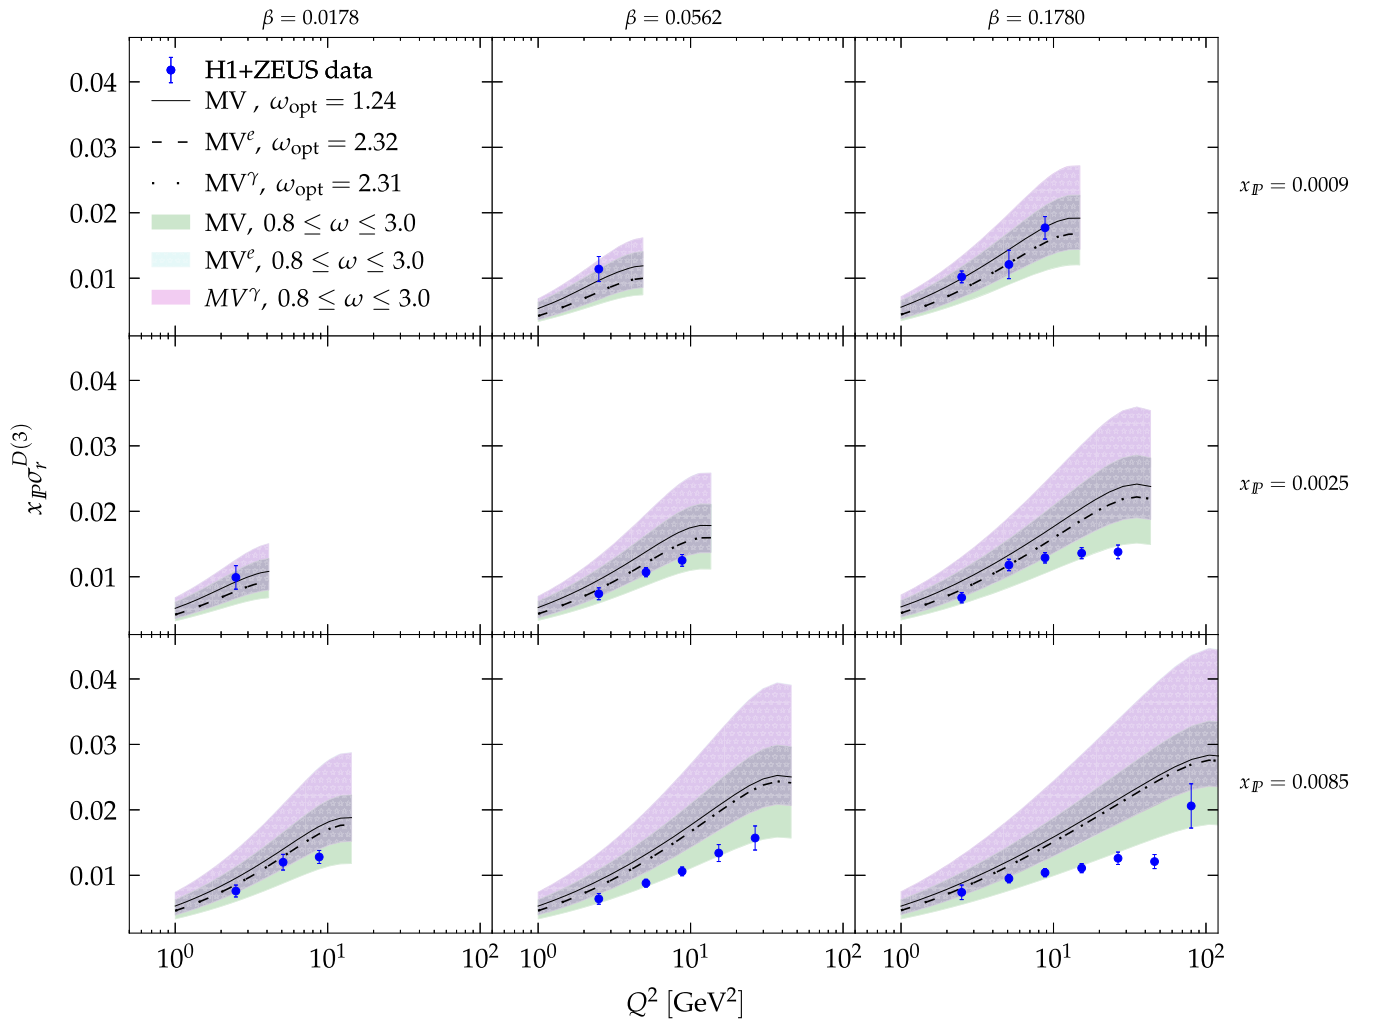 β = 0.0178
β = 0.0562
β = 0.1780
H1+ZEUS data
MV , ω_opt = 1.24
MV^e, ω_opt = 2.32
MV^γ, ω_opt = 2.31
MV, 0.8 ≤ ω ≤ 3.0
MV^e, 0.8 ≤ ω ≤ 3.0
MV^γ, 0.8 ≤ ω ≤ 3.0
0.04
0.03
0.02
0.01
x_ℙ = 0.0009
0.04
0.03
0.02
0.01
x_ℙ = 0.0025
x_ℙ σ_r^{D(3)}
0.04
0.03
0.02
0.01
x_ℙ = 0.0085
10^0 10^1 10^2
10^0 10^1 10^2
10^0 10^1 10^2
Q^2 [GeV^2]